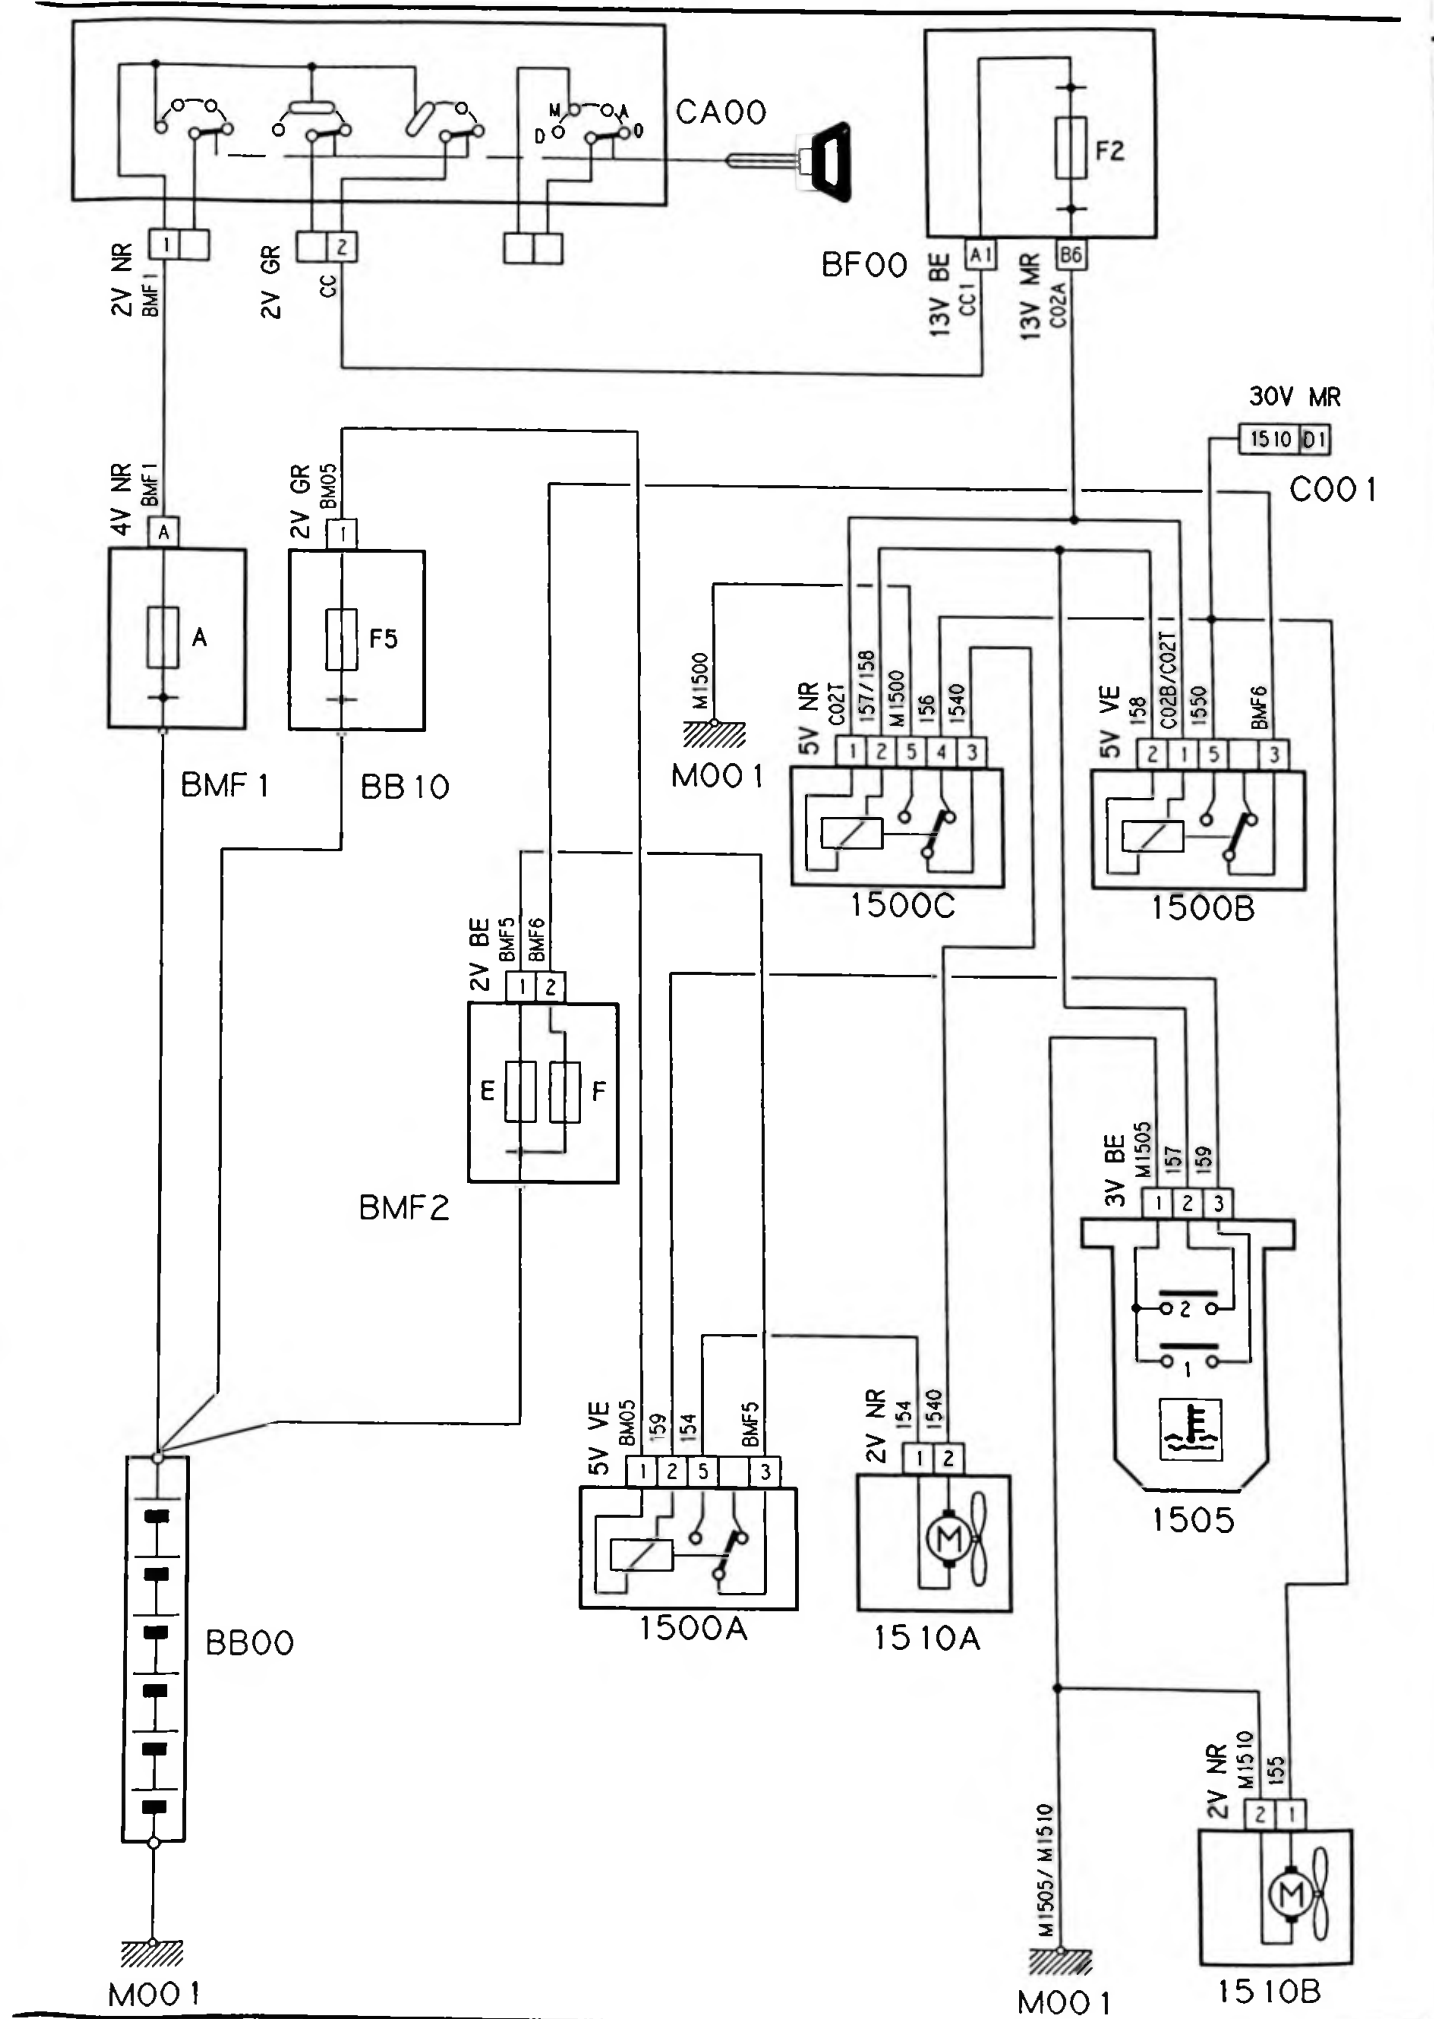 CA00
M A
D O
F2
1
2
BF00
A1
B6
2V NR
BMF1
2V GR
CC
13V BE
CC1
13V MR
C02A
30V MR
1510 D1
C001
4V NR
BMF1
2V GR
BM05
A
1
A
F5
BMF1
BB10
M1500
M001
5V NR
C02T
157/158
M1500
156
1540
1 2 5 4 3
1500C
5V VE
158
C02B/C02T
1550
BMF6
2 1 5 3
1500B
2V BE
BMF5
BMF6
1 2
E F
BMF2
3V BE
M1505
157
159
1 2 3
2
1
1505
5V VE
BM05
159
154
BMF5
1 2 5 3
1500A
2V NR
154
1540
1 2
M
1510A
BB00
M001
M1505/M1510
M001
2V NR
M1510
155
2 1
M
1510B